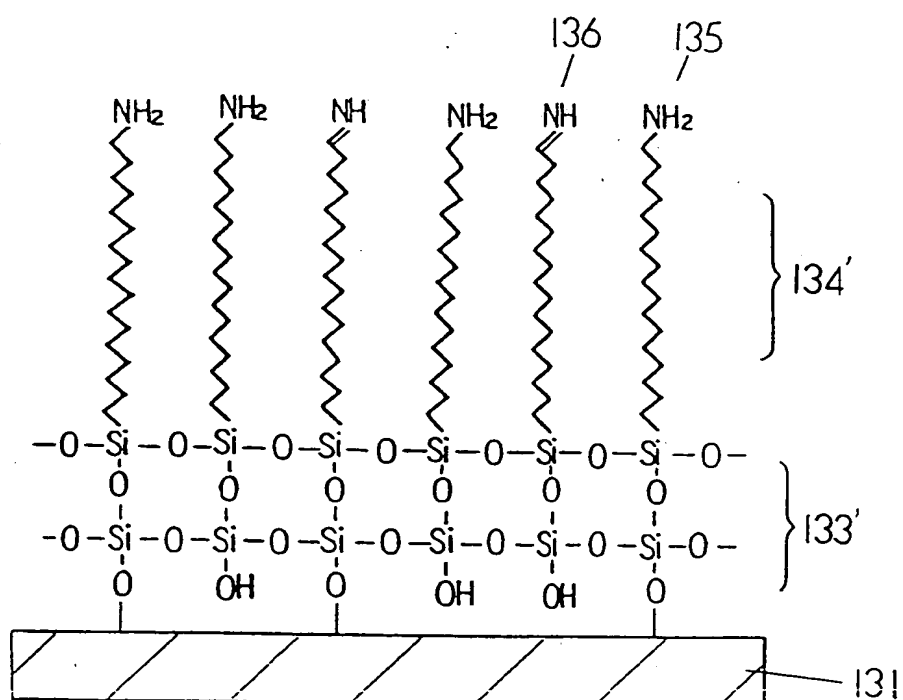 136 135
NH2 NH2 NH NH2 NH NH2
134'
-O-Si-O-Si-O-Si-O-Si-O-Si-O-Si-O-
O O O O O O
133'
-O-Si-O-Si-O-Si-O-Si-O-Si-O-Si-O-
O OH O OH OH O
131